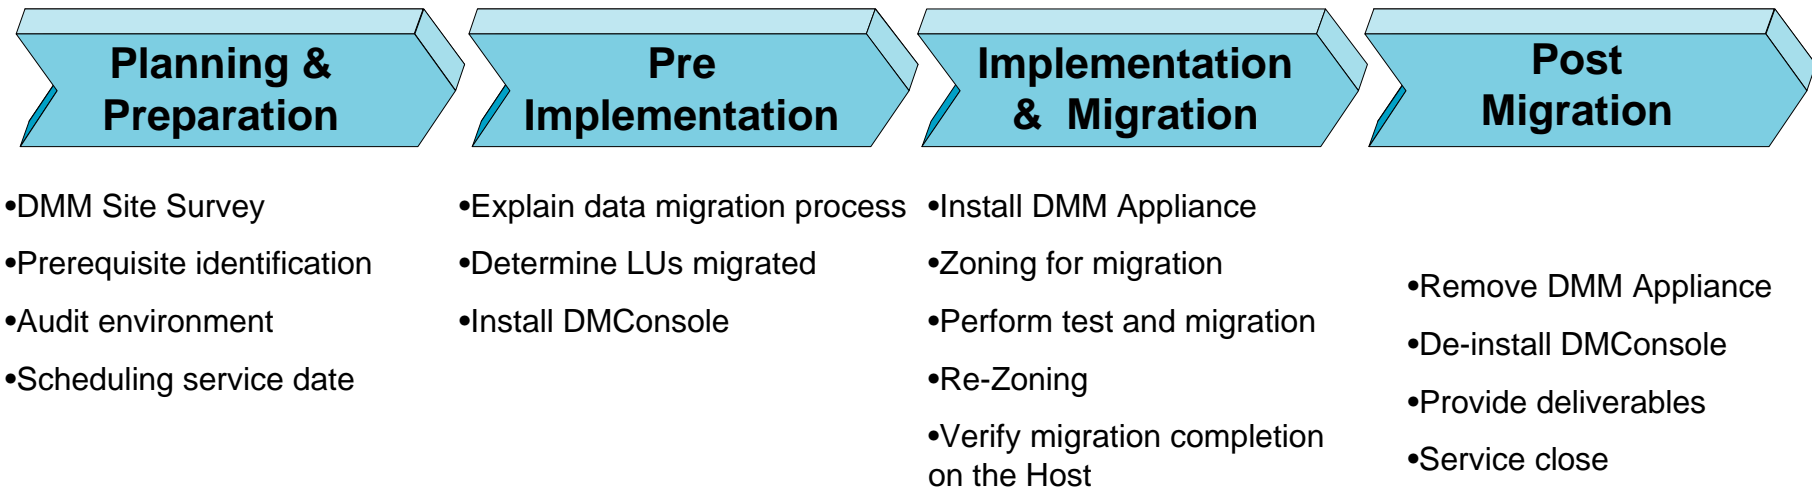 Planning &
Preparation
•DMM Site Survey
•Prerequisite identification
•Audit environment
•Scheduling service date
Pre
Implementation
•Explain data migration process
•Determine LUs migrated
•Install DMConsole
Implementation
& Migration
•Install DMM Appliance
•Zoning for migration
•Perform test and migration
•Re-Zoning
•Verify migration completion
on the Host
Post
Migration
•Remove DMM Appliance
•De-install DMConsole
•Provide deliverables
•Service close